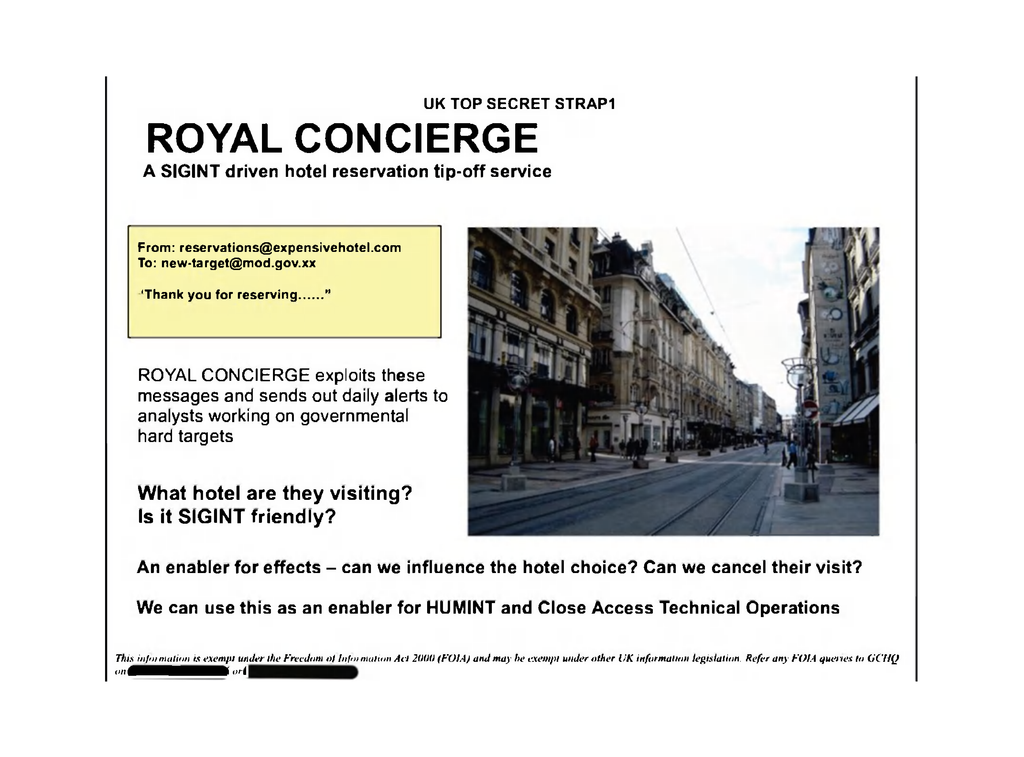 UK TOP SECRET STRAP1
ROYAL CONCIERGE
A SIGINT driven hotel reservation tip-off service
From: reservations@expensivehotel.com
To: new-target@mod.gov.xx
“Thank you for reserving......”
ROYAL CONCIERGE exploits these
messages and sends out daily alerts to
analysts working on governmental
hard targets
What hotel are they visiting?
Is it SIGINT friendly?
An enabler for effects – can we influence the hotel choice? Can we cancel their visit?
We can use this as an enabler for HUMINT and Close Access Technical Operations
This information is exempt under the Freedom of Information Act 2000 (FOIA) and may be exempt under other UK information legislation. Refer any FOIA queries to GCHQ
on or